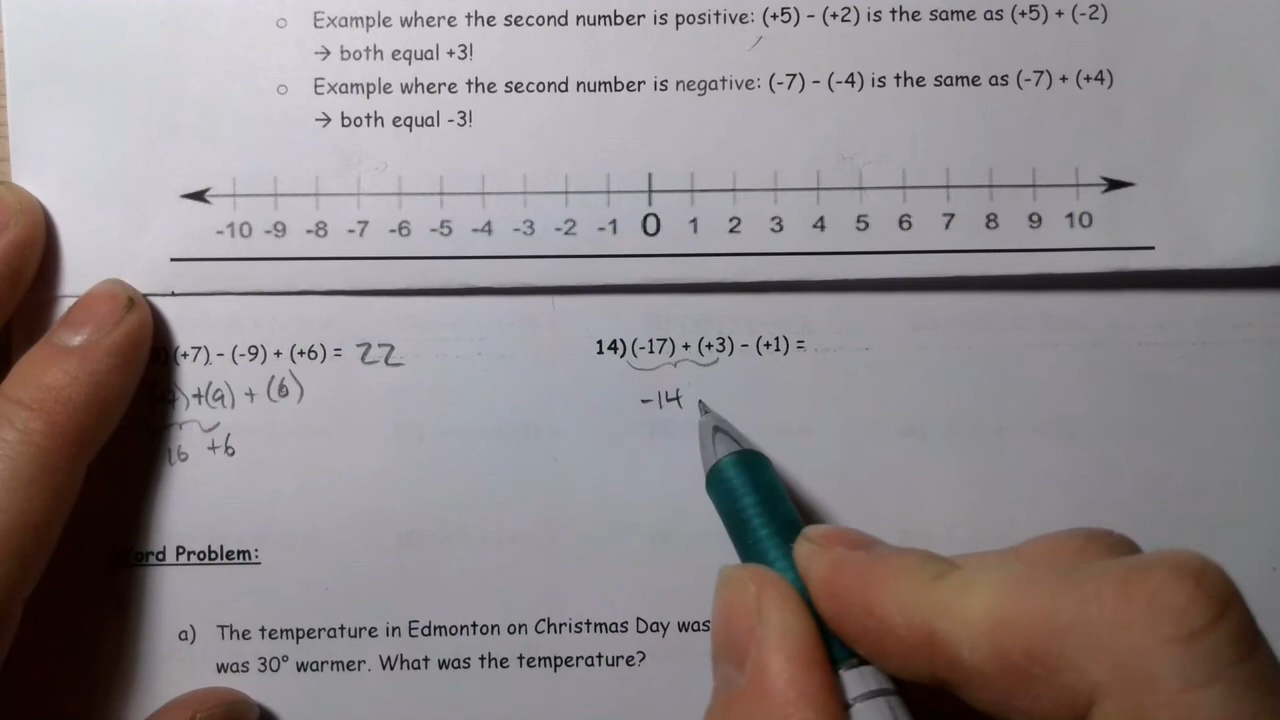 ○ Example where the second number is positive: (+5) – (+2) is the same as (+5) + (-2)
→ both equal +3!
○ Example where the second number is negative: (-7) – (-4) is the same as (-7) + (+4)
→ both equal -3!
-10 -9 -8 -7 -6 -5 -4 -3 -2 -1 0 1 2 3 4 5 6 7 8 9 10
(+7) - (-9) + (+6) = 22
+(9) + (6)
16 +6
14) (-17) + (+3) - (+1) =
-14
ord Problem:
a) The temperature in Edmonton on Christmas Day was
was 30° warmer. What was the temperature?